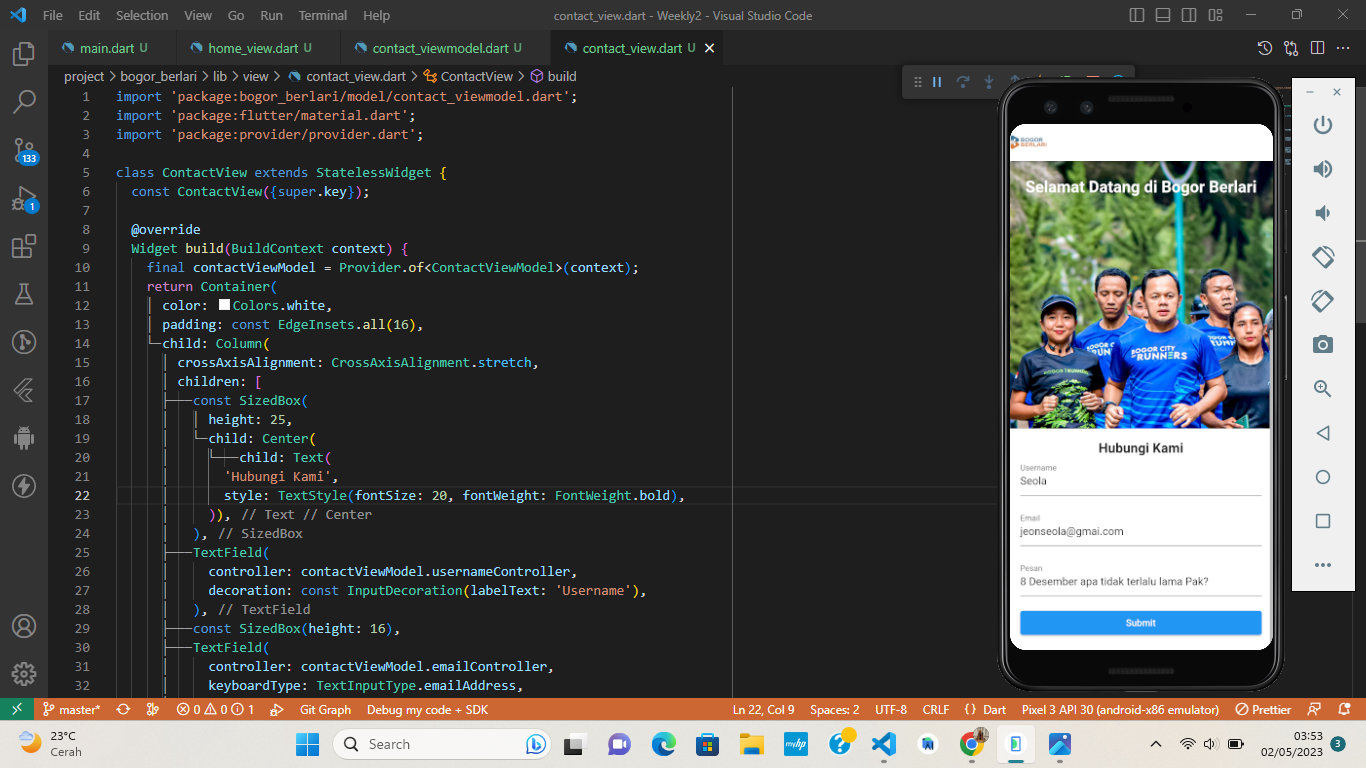 File Edit Selection View Go Run Terminal Help
contact_view.dart - Weekly2 - Visual Studio Code
main.dart U
home_view.dart U
contact_viewmodel.dart U
contact_view.dart U
project > bogor_berlari > lib > view > contact_view.dart > ContactView > build
1 import 'package:bogor_berlari/model/contact_viewmodel.dart';
2 import 'package:flutter/material.dart';
3 import 'package:provider/provider.dart';
4
5 class ContactView extends StatelessWidget {
6 const ContactView({super.key});
7
8 @override
9 Widget build(BuildContext context) {
10 final contactViewModel = Provider.of<ContactViewModel>(context);
11 return Container(
12 color: Colors.white,
13 padding: const EdgeInsets.all(16),
14 child: Column(
15 crossAxisAlignment: CrossAxisAlignment.stretch,
16 children: [
17 const SizedBox(
18 height: 25,
19 child: Center(
20 child: Text(
21 'Hubungi Kami',
22 style: TextStyle(fontSize: 20, fontWeight: FontWeight.bold),
23 )), // Text // Center
24 ), // SizedBox
25 TextField(
26 controller: contactViewModel.usernameController,
27 decoration: const InputDecoration(labelText: 'Username'),
28 ), // TextField
29 const SizedBox(height: 16),
30 TextField(
31 controller: contactViewModel.emailController,
32 keyboardType: TextInputType.emailAddress,
133
1
BOGOR
BERLARI
Selamat Datang di Bogor Berlari
BOGOR RUNNERS
BOGOR CITY
RUNNERS
Hubungi Kami
Username
Seola
Email
jeonseola@gmai.com
Pesan
8 Desember apa tidak terlalu lama Pak?
Submit
master* 0 0 1 Git Graph Debug my code + SDK
Ln 22, Col 9 Spaces: 2 UTF-8 CRLF {} Dart Pixel 3 API 30 (android-x86 emulator) Prettier
23°C
Cerah
Search
03:53
02/05/2023
3